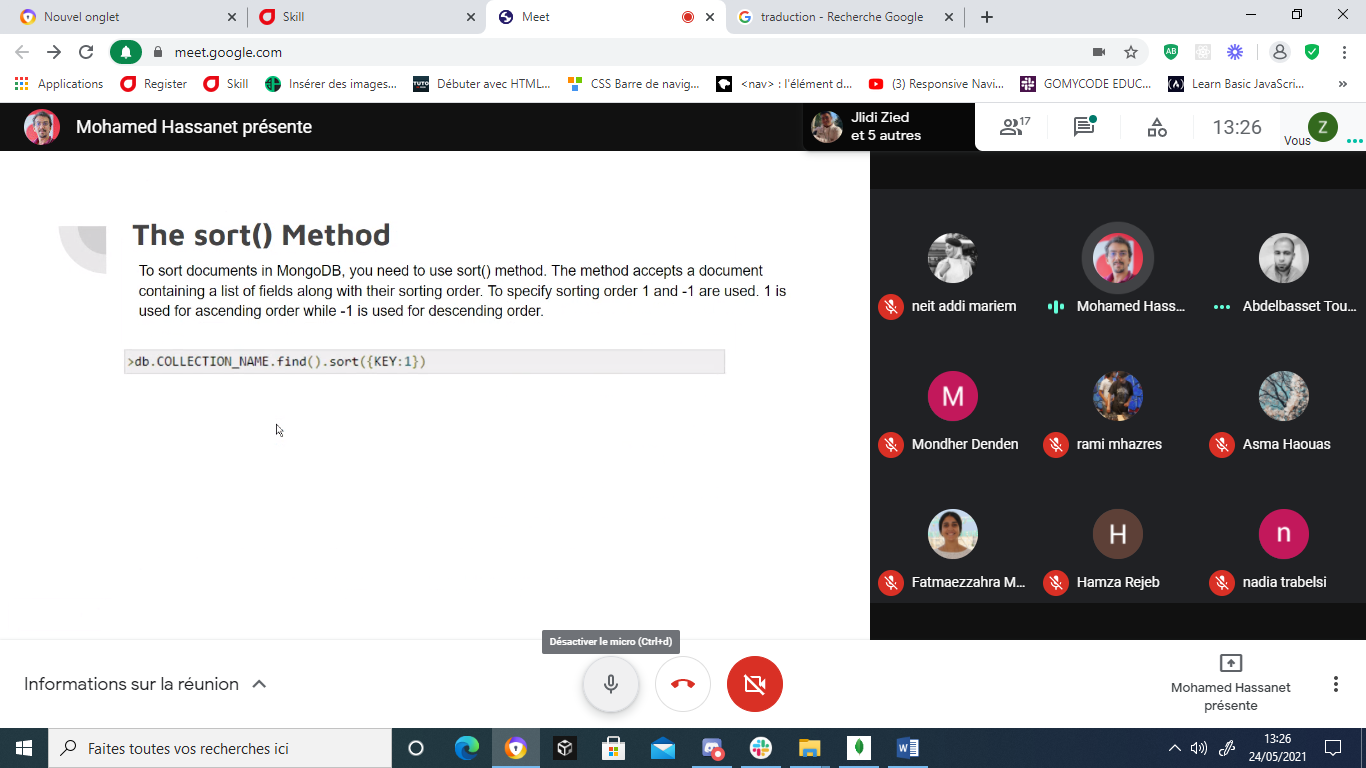 Nouvel onglet
Skill
Meet
traduction - Recherche Google
meet.google.com
Applications
Register
Skill
Insérer des images...
Débuter avec HTML...
CSS Barre de navig...
<nav> : l'élément d...
(3) Responsive Navi...
GOMYCODE EDUC...
Learn Basic JavaScri...
»
Mohamed Hassanet présente
Jlidi Zied
et 5 autres
17
13:26
Vous
Z
The sort() Method
To sort documents in MongoDB, you need to use sort() method. The method accepts a document
containing a list of fields along with their sorting order. To specify sorting order 1 and -1 are used. 1 is
used for ascending order while -1 is used for descending order.
>db.COLLECTION_NAME.find().sort({KEY:1})
neit addi mariem
Mohamed Hass...
Abdelbasset Tou...
M
Mondher Denden
rami mhazres
Asma Haouas
Fatmaezzahra M...
H
Hamza Rejeb
n
nadia trabelsi
Désactiver le micro (Ctrl+d)
Informations sur la réunion
Mohamed Hassanet
présente
Faites toutes vos recherches ici
13:26
24/05/2021